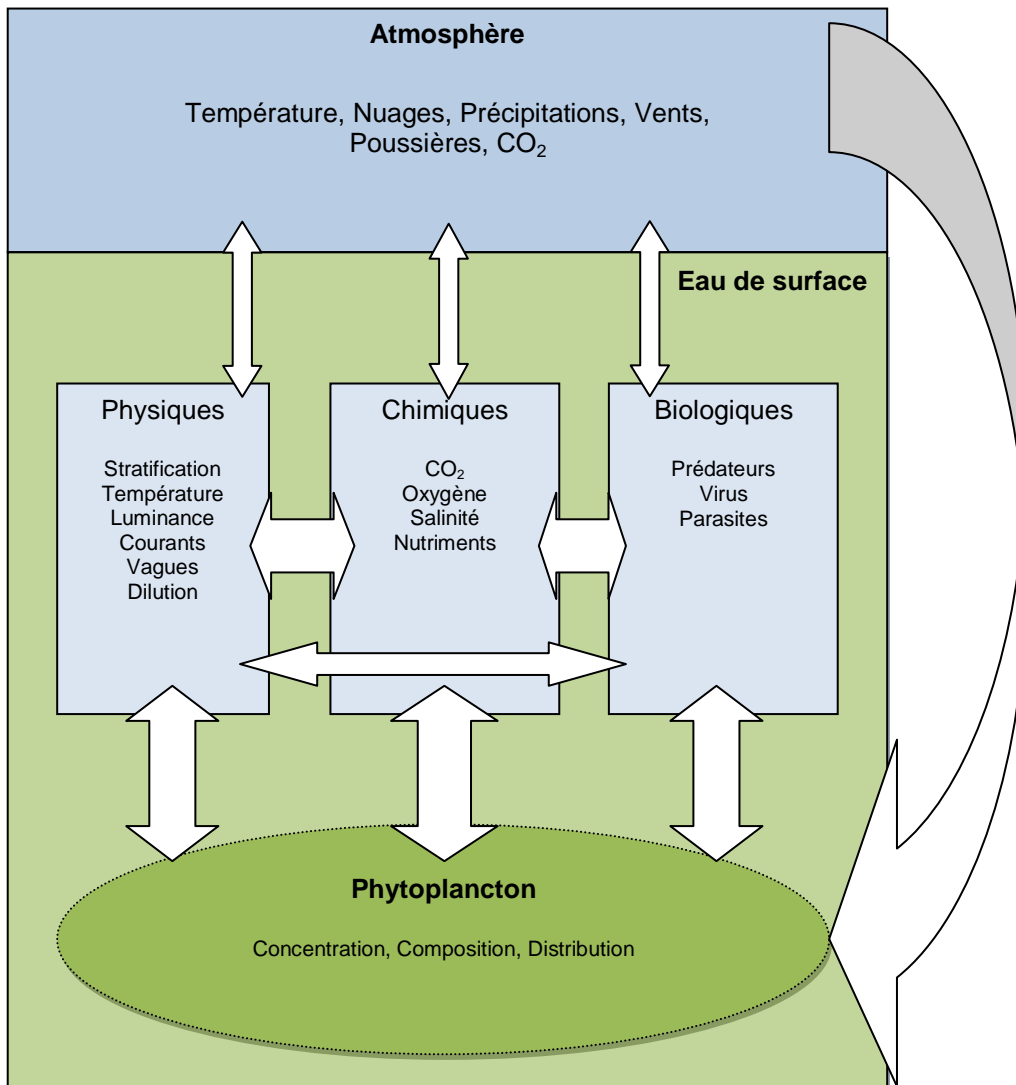 Atmosphère
Température, Nuages, Précipitations, Vents,
Poussières, CO₂
Eau de surface
Physiques
Stratification
Température
Luminance
Courants
Vagues
Dilution
Chimiques
CO₂
Oxygène
Salinité
Nutriments
Biologiques
Prédateurs
Virus
Parasites
Phytoplancton
Concentration, Composition, Distribution